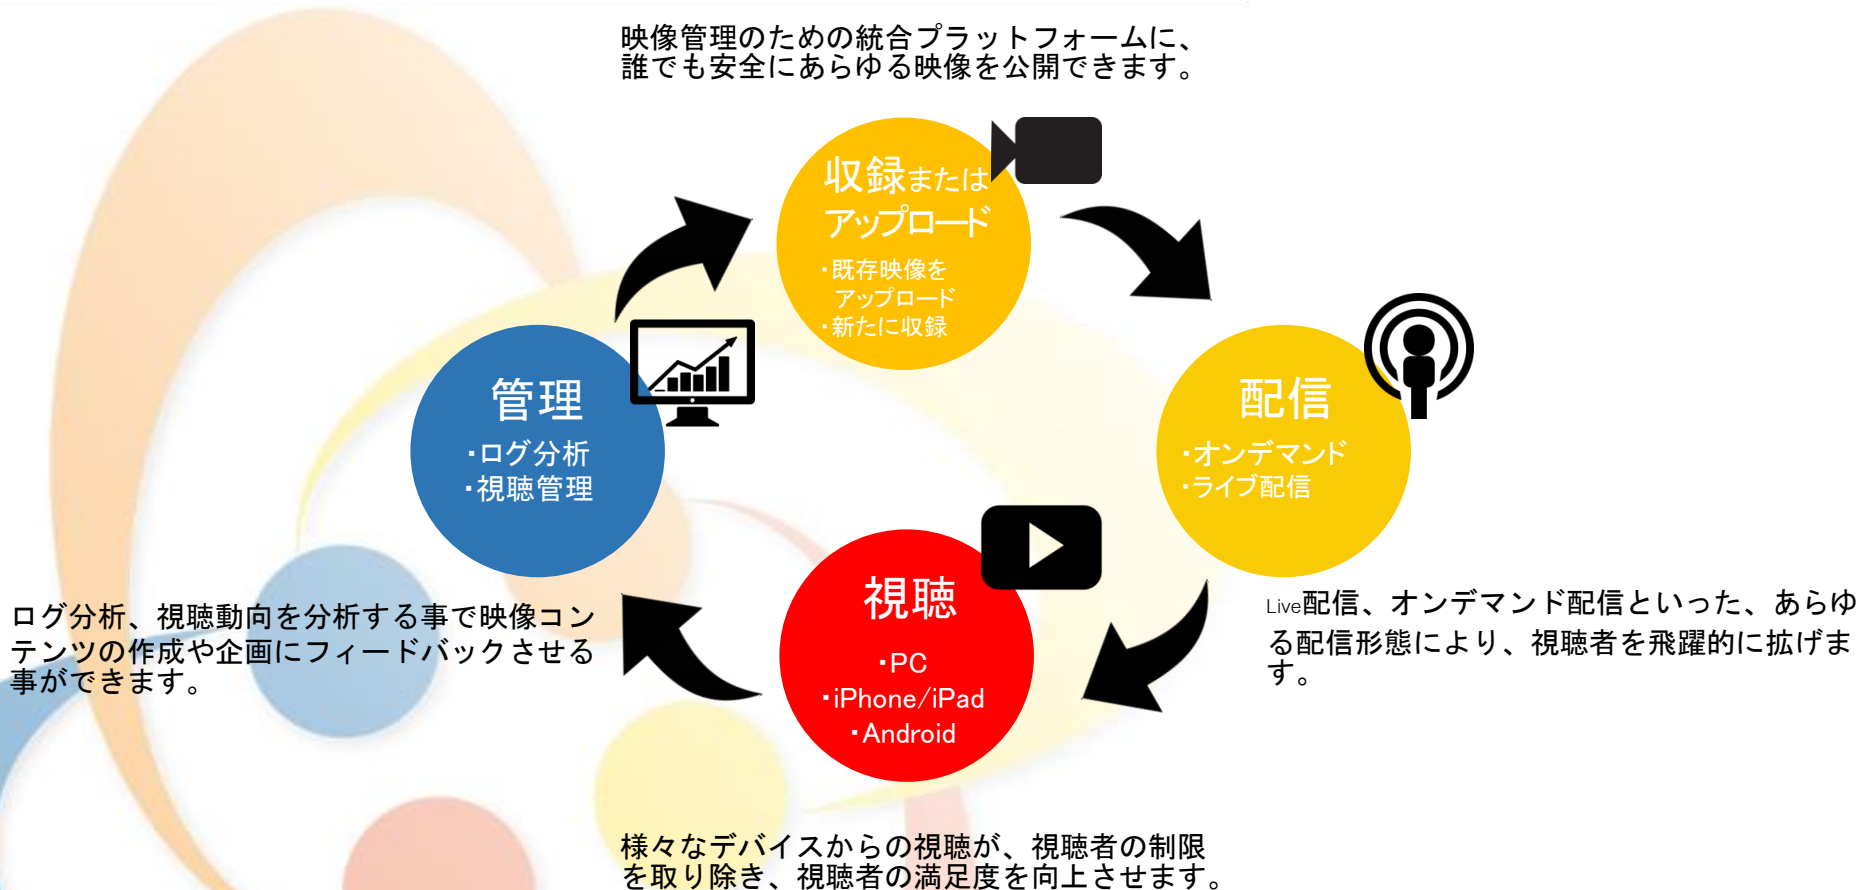 映像管理のための統合プラットフォームに、
誰でも安全にあらゆる映像を公開できます。
収録または
アップロード
・既存映像を
アップロード
・新たに収録
配信
・オンデマンド
・ライブ配信
Live配信、オンデマンド配信といった、あらゆ
る配信形態により、視聴者を飛躍的に拡げま
す。
視聴
・PC
・iPhone/iPad
・Android
様々なデバイスからの視聴が、視聴者の制限
を取り除き、視聴者の満足度を向上させます。
管理
・ログ分析
・視聴管理
ログ分析、視聴動向を分析する事で映像コン
テンツの作成や企画にフィードバックさせる
事ができます。